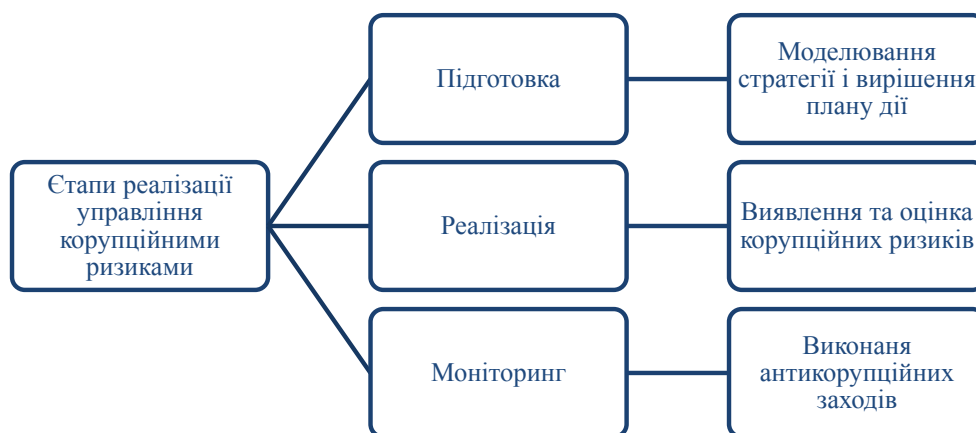 Єтапи реалізації
управління
корупційними
ризиками
Підготовка
Моделювання
стратегії і вирішення
плану дії
Реалізація
Виявлення та оцінка
корупційних ризиків
Моніторинг
Виконаня
антикорупційних
заходів